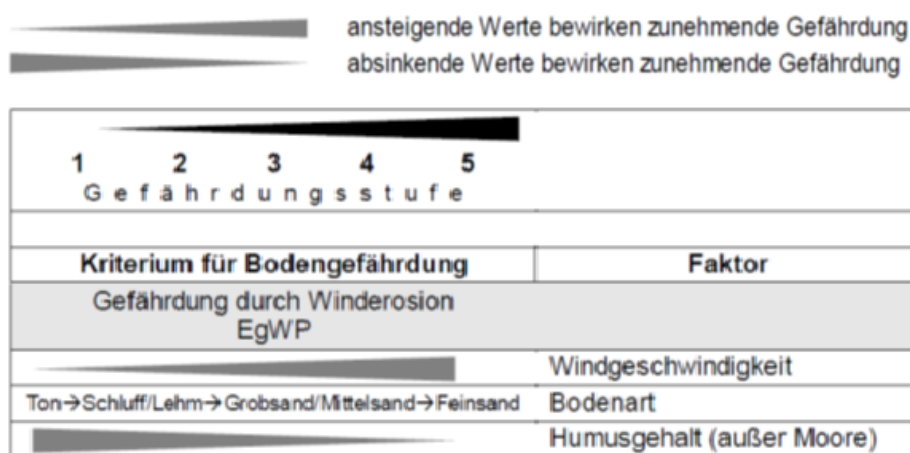 ansteigende Werte bewirken zunehmende Gefährdung
absinkende Werte bewirken zunehmende Gefährdung
1 2 3 4 5
G e f ä h r d u n g s s t u f e
Kriterium für Bodengefährdung Faktor
Gefährdung durch Winderosion
EgWP
Windgeschwindigkeit
Ton→Schluff/Lehm→Grobsand/Mittelsand→Feinsand Bodenart
Humusgehalt (außer Moore)